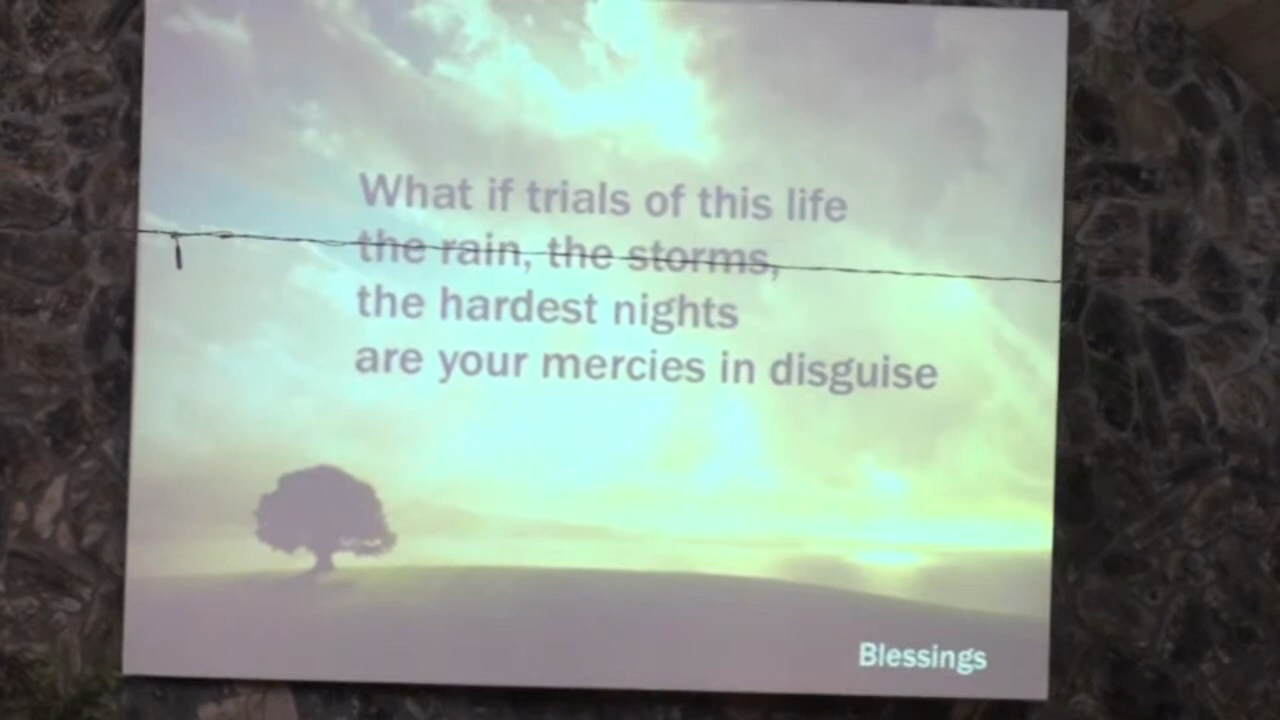 What if trials of this life
the rain, the storms,
the hardest nights
are your mercies in disguise
Blessings